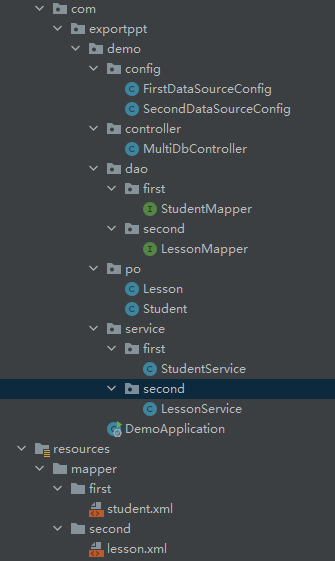 com
exportppt
demo
config
FirstDataSourceConfig
SecondDataSourceConfig
controller
MultiDbController
dao
first
StudentMapper
second
LessonMapper
po
Lesson
Student
service
first
StudentService
second
LessonService
DemoApplication
resources
mapper
first
student.xml
second
lesson.xml